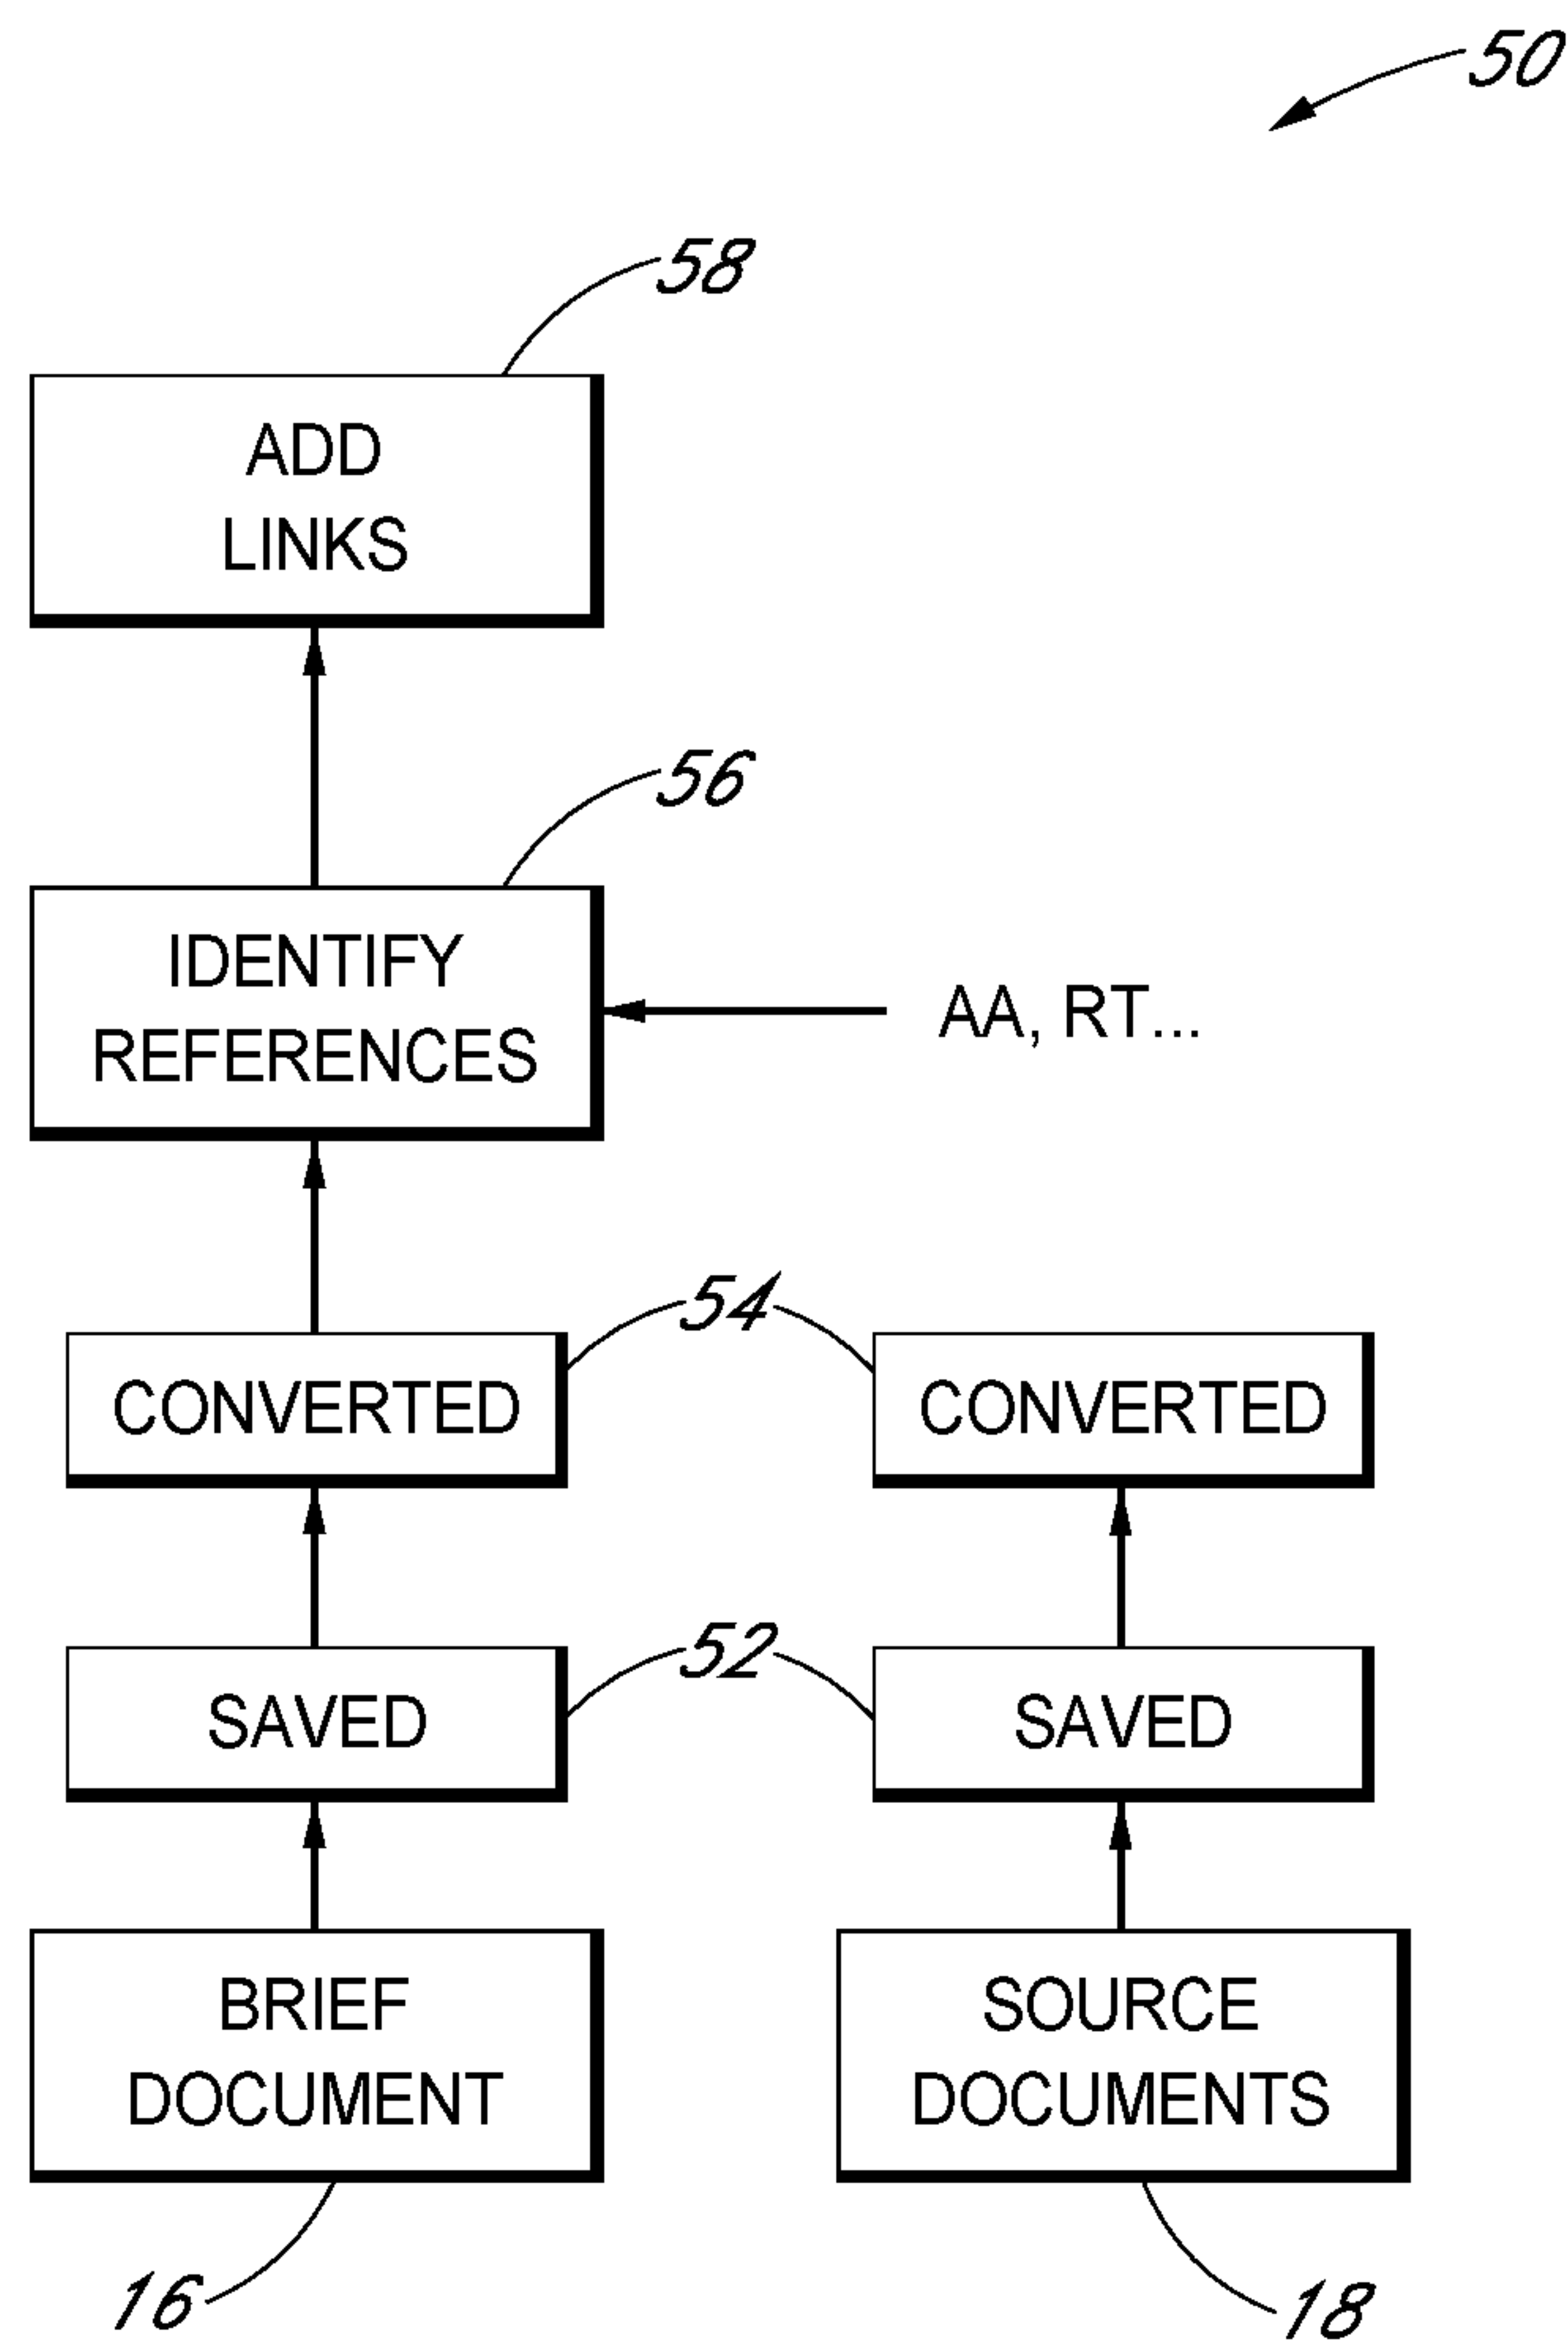 50
58
ADD
LINKS
56
IDENTIFY
REFERENCES
AA, RT...
54
CONVERTED
CONVERTED
52
SAVED
SAVED
BRIEF
DOCUMENT
SOURCE
DOCUMENTS
16
18